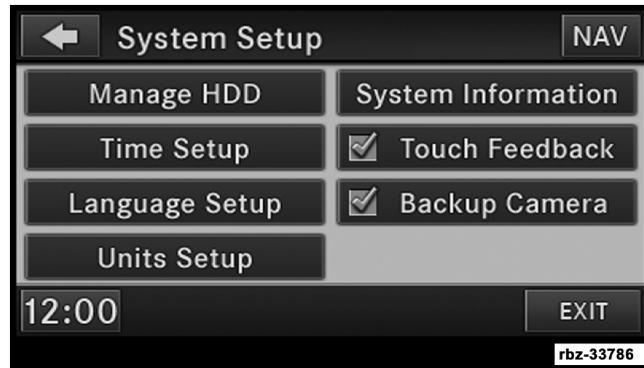 System Setup
NAV
Manage HDD
System Information
Time Setup
Touch Feedback
Language Setup
Backup Camera
Units Setup
12:00
EXIT
rbz-33786